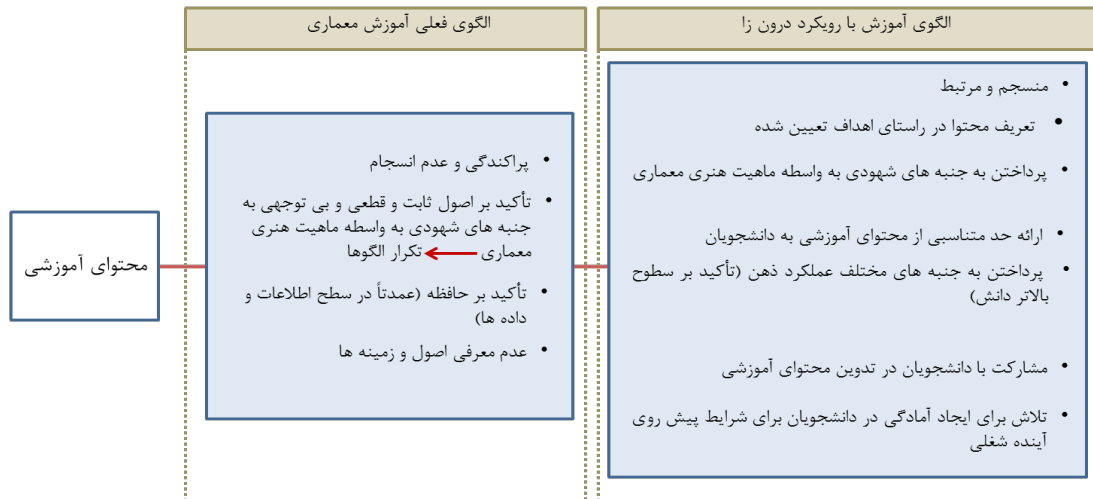 الگوی آموزش با رویکرد درون زا
الگوی فعلی آموزش معماری
• منسجم و مرتبط
• تعریف محتوا در راستای اهداف تعیین شده
• پرداختن به جنبه های شهودی به واسطه ماهیت هنری معماری
• ارائه حد متناسبی از محتوای آموزشی به دانشجویان
• پرداختن به جنبه های مختلف عملکرد ذهن (تأکید بر سطوح
بالاتر دانش)
• مشارکت با دانشجویان در تدوین محتوای آموزشی
• تلاش برای ایجاد آمادگی در دانشجویان برای شرایط پیش روی
آینده شغلی
• پراکندگی و عدم انسجام
• تأکید بر اصول ثابت و قطعی و بی توجهی به
جنبه های شهودی به واسطه ماهیت هنری
معماری ← تکرار الگوها
• تأکید بر حافظه (عمدتاً در سطح اطلاعات و
داده ها)
• عدم معرفی اصول و زمینه ها
محتوای آموزشی